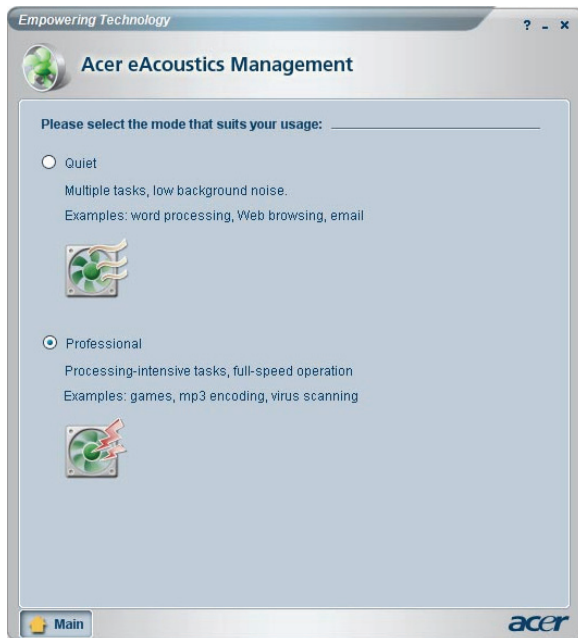 Empowering Technology
? - ×
Acer eAcoustics Management
Please select the mode that suits your usage:
Quiet
Multiple tasks, low background noise.
Examples: word processing, Web browsing, email
Professional
Processing-intensive tasks, full-speed operation
Examples: games, mp3 encoding, virus scanning
Main
acer